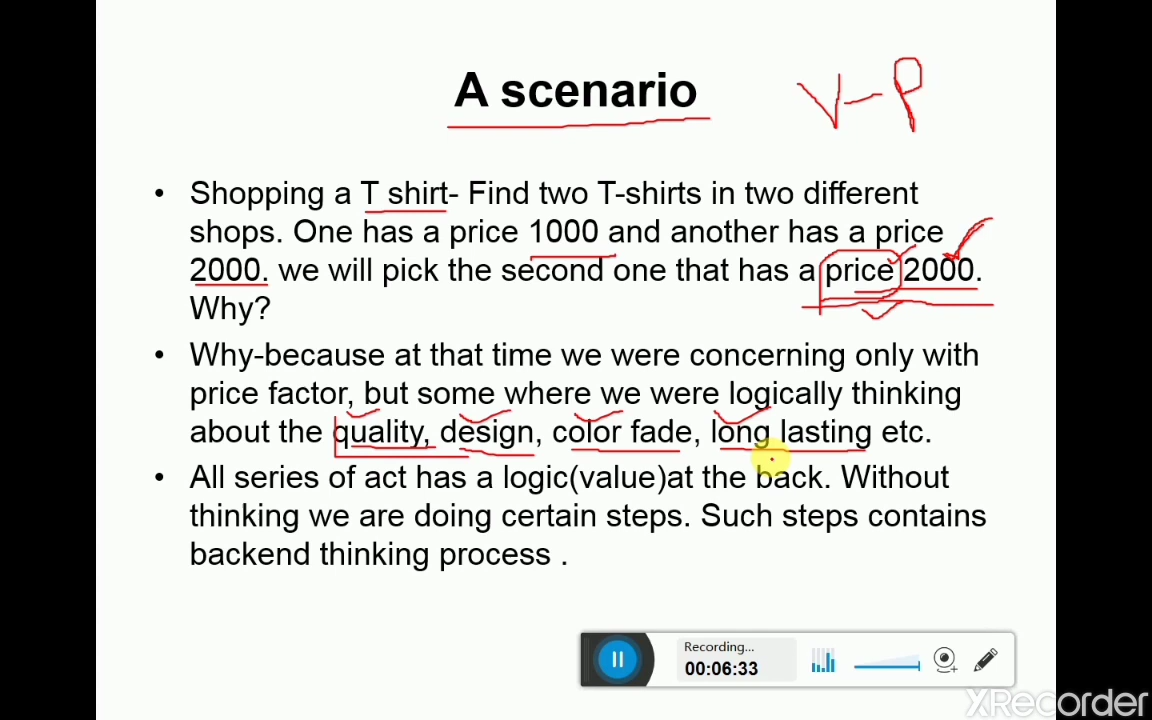 A scenario
V-P
• Shopping a T shirt- Find two T-shirts in two different
shops. One has a price 1000 and another has a price
2000. we will pick the second one that has a price 2000.
Why?
• Why-because at that time we were concerning only with
price factor, but some where we were logically thinking
about the quality, design, color fade, long lasting etc.
• All series of act has a logic(value)at the back. Without
thinking we are doing certain steps. Such steps contains
backend thinking process .
Recording...
00:06:33
XRecorder